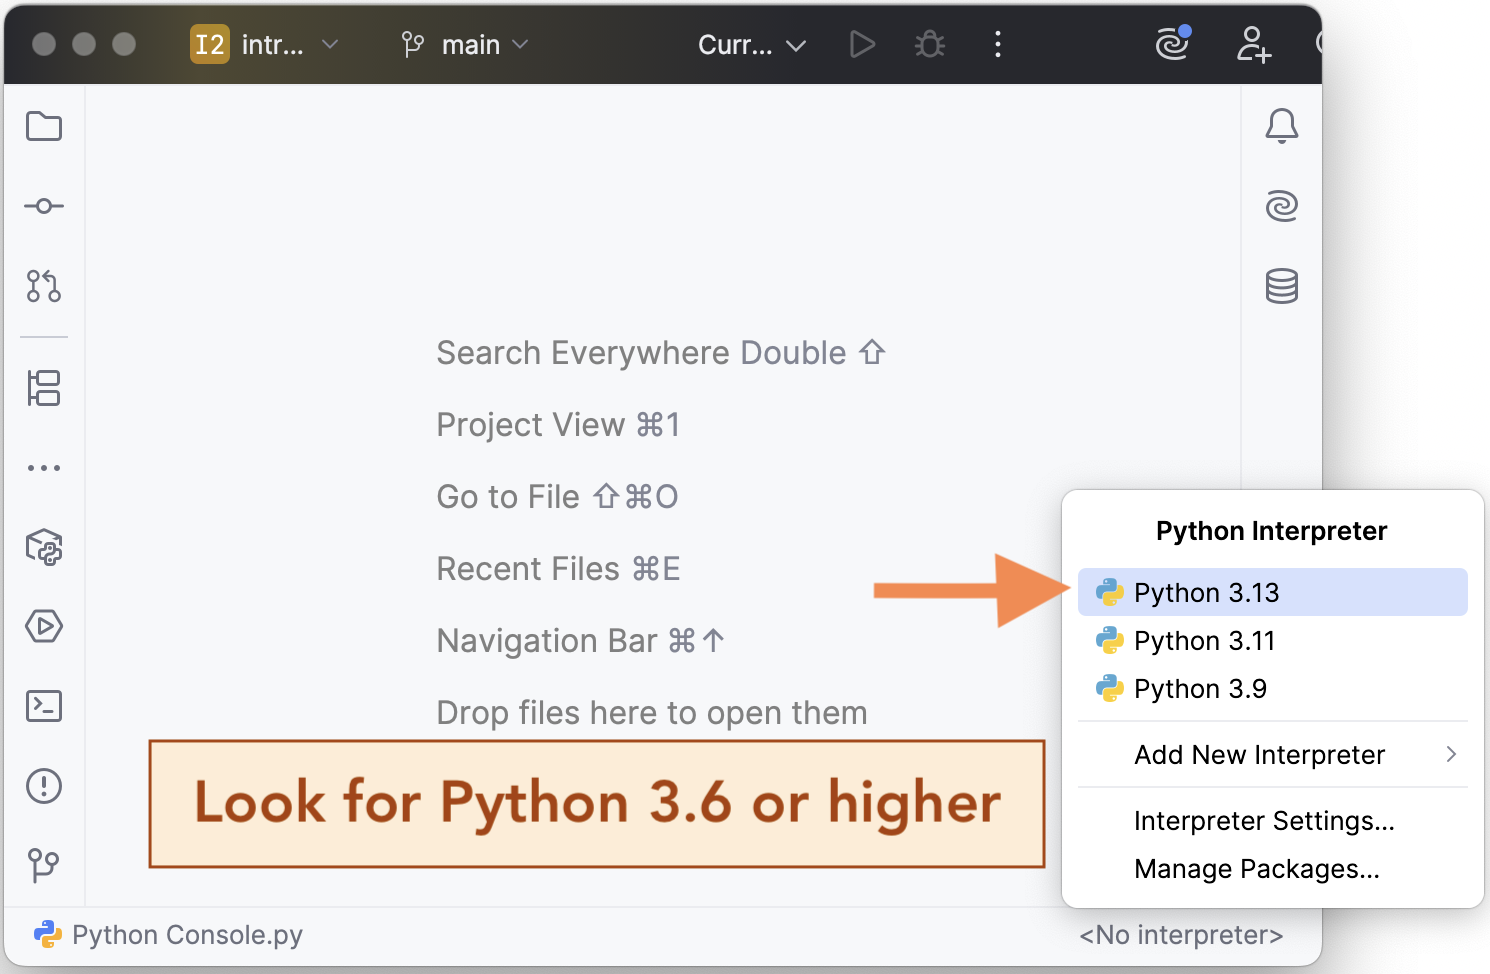 I2 intr... main Curr...
Search Everywhere Double ⇧
Project View ⌘1
Go to File ⇧⌘O
Recent Files ⌘E
Navigation Bar ⌘↑
Drop files here to open them
Look for Python 3.6 or higher
Python Interpreter
Python 3.13
Python 3.11
Python 3.9
Add New Interpreter
Interpreter Settings...
Manage Packages...
Python Console.py
<No interpreter>